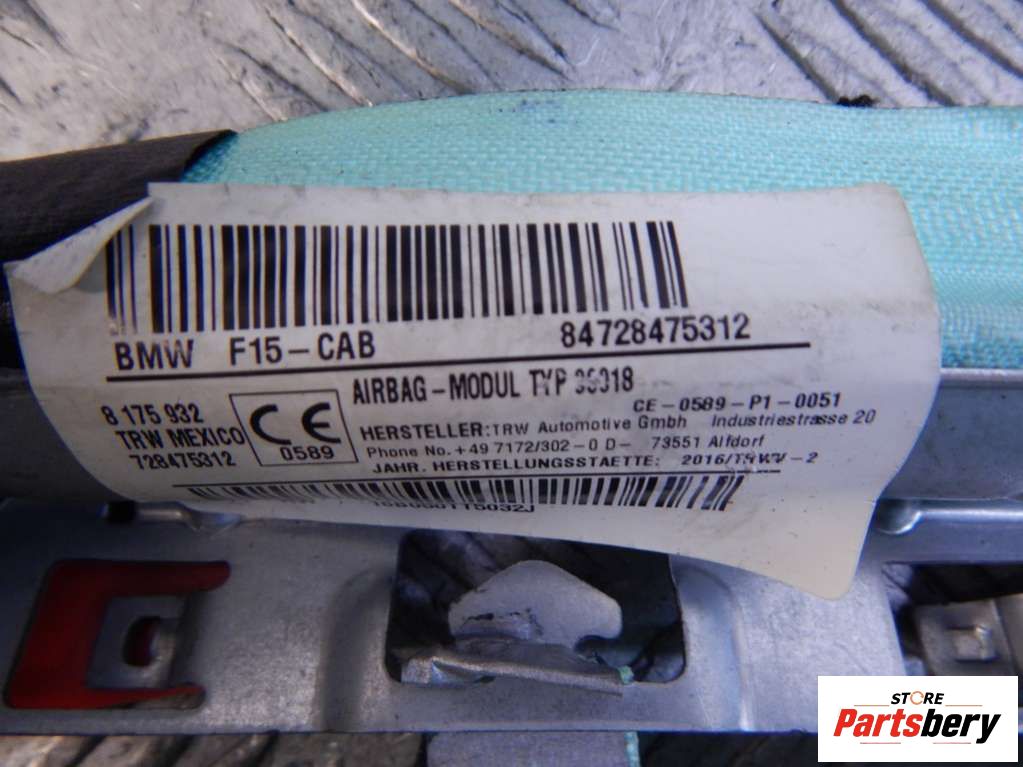 BMW F15-CAB 84728475312
AIRBAG-MODUL TYP
8 175 932
TRW MEXICO
728475312
CE
0589
CE-0589-P1-0051
HERSTELLER: TRW Automotive Gmbh Industriestrasse 20
Phone No. +49 7172/302-0 D- 73551 Alfdorf
JAHR. HERSTELLUNGSSTAETTE: 2016/
STORE
Partsbery